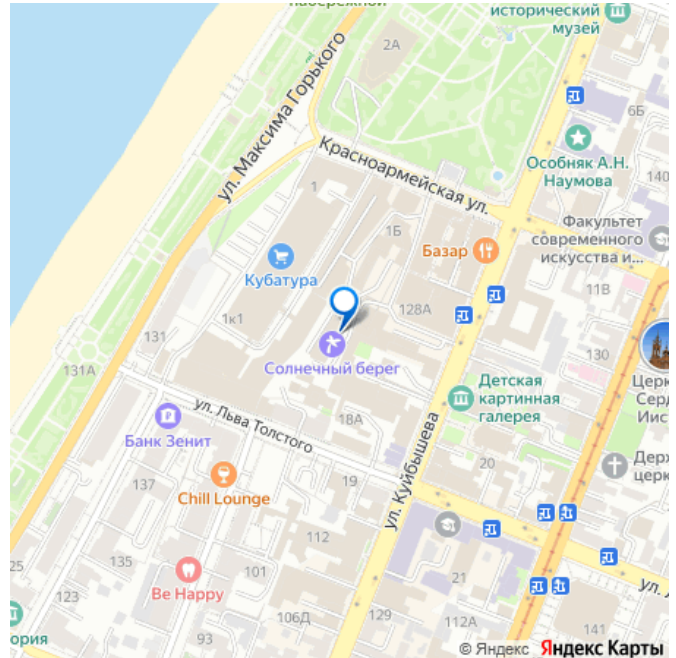 набережной
исторический
музей
2А
ул. Максима Горького
6Б
Особняк А.Н.
Наумова
140
Красноармейская ул.
1
1Б
Базар
Факультет
современного
искусства и...
Кубатура
11В
128А
1к1
131
130
Солнечный берег
131А
Детская
картинная
галерея
Церк
Серд
Иис
ул. Льва Толстого
18А
Банк Зенит
ул. Куйбышева
20
Держ
церк
137
Chill Lounge
19
112
135
101
Be Happy
123
21
ул. Л
106Д
129
112А
93
141
ория
© Яндекс Яндекс Карты